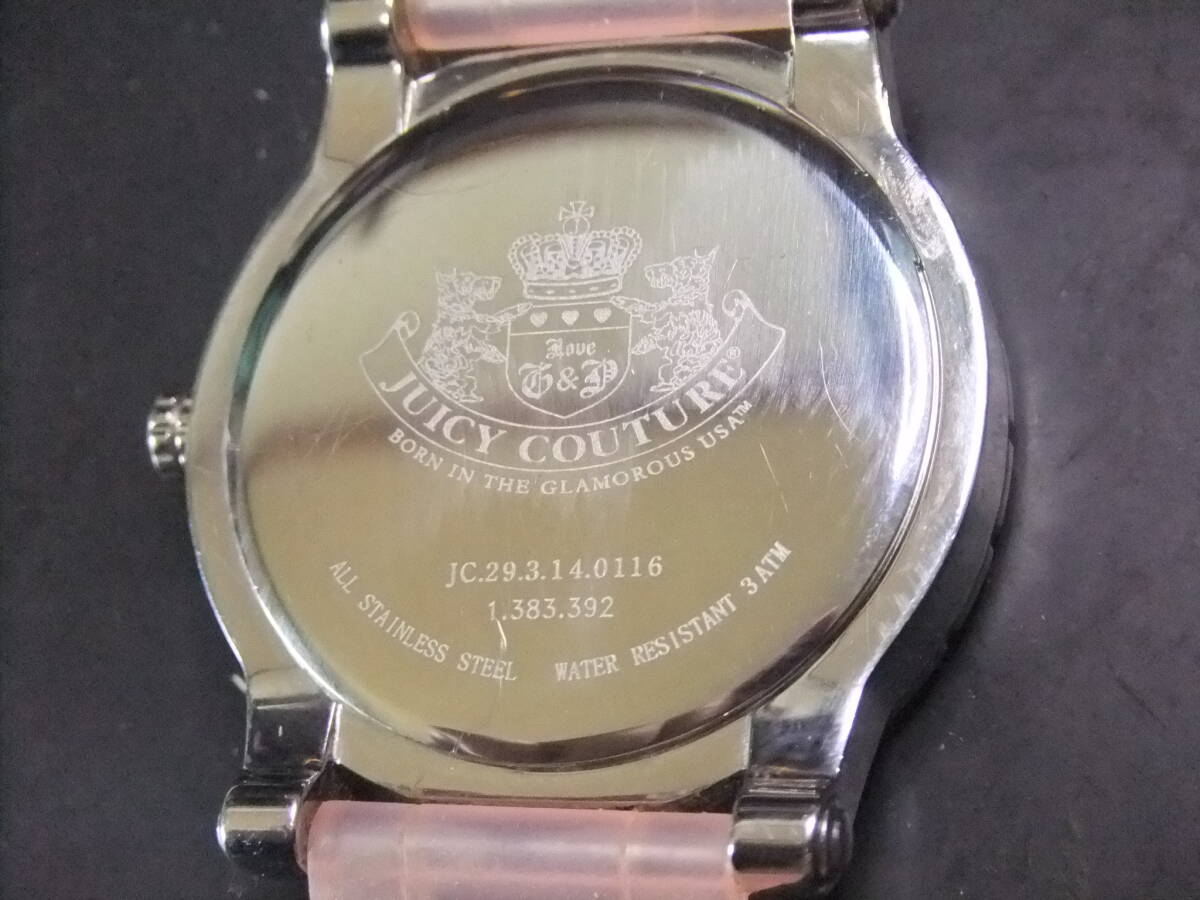 Love
G&P
JUICY COUTURE®
BORN IN THE GLAMOROUS USA™
JC.29.3.14.0116
1.383.392
ALL STAINLESS STEEL WATER RESISTANT 3 ATM